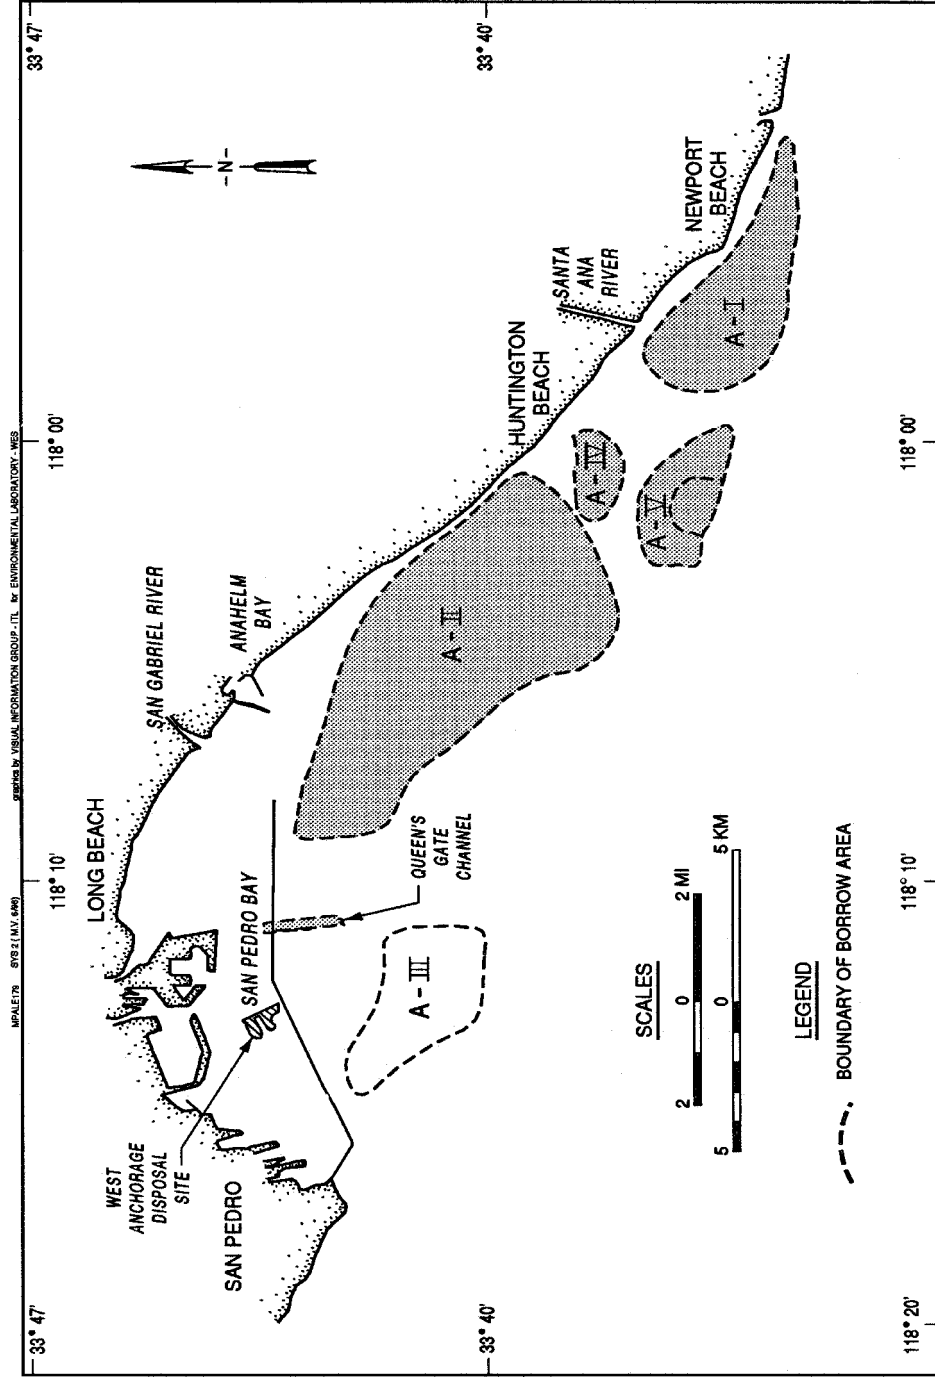 MPALE179 SYS 2 ( M.V. 6/98) graphics by VISUAL INFORMATION GROUP - ITL for ENVIRONMENTAL LABORATORY - WES
33° 47'
33° 40'
118° 20'
118° 10'
118° 00'
118° 10'
118° 00'
33° 47'
33° 40'
- N -
LONG BEACH
SAN GABRIEL RIVER
ANAHELM
BAY
HUNTINGTON
BEACH
SANTA
ANA
RIVER
NEWPORT
BEACH
WEST
ANCHORAGE
DISPOSAL
SITE
SAN PEDRO
SAN PEDRO BAY
QUEEN'S
GATE
CHANNEL
A - III
A - II
A - IV
A - V
A - I
SCALES
2 0 2 MI
5 0 5 KM
LEGEND
BOUNDARY OF BORROW AREA